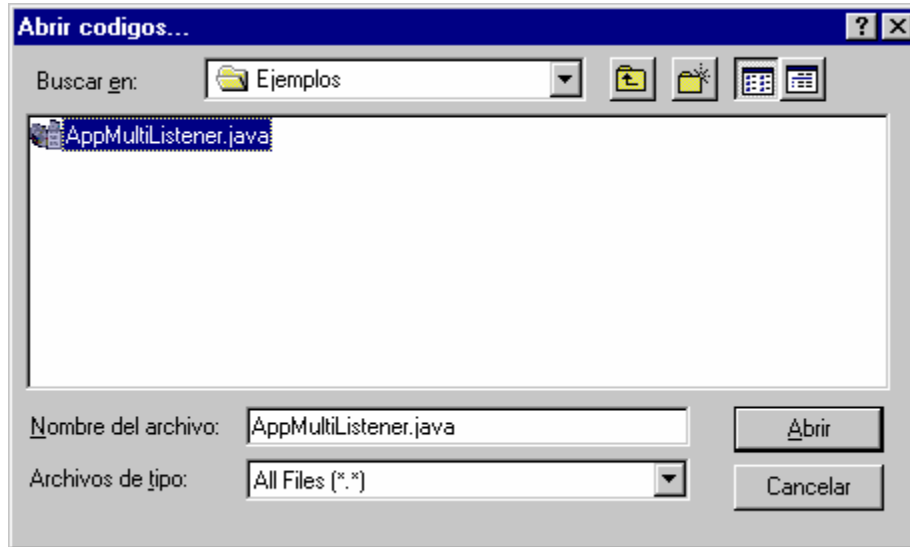 Abrir codigos...
Buscar en: Ejemplos
AppMultiListener.java
Nombre del archivo: AppMultiListener.java Abrir
Archivos de tipo: All Files (*.*) Cancelar